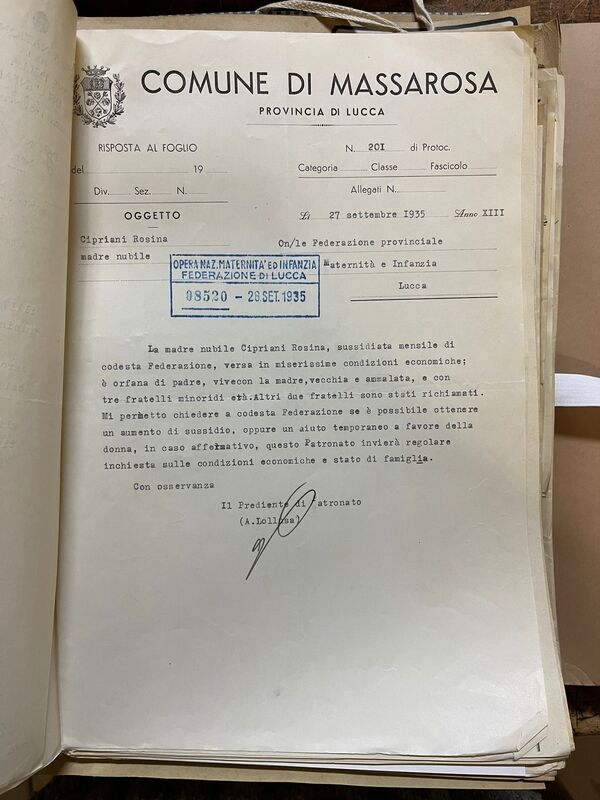 COMUNE DI MASSAROSA
PROVINCIA DI LUCCA
RISPOSTA AL FOGLIO
N. 20I di Protoc.
del 19
Categoria Classe Fascicolo
Div. Sez. N.
Allegati N.
OGGETTO
Li 27 settembre I935 Anno XIII
Cipriani Rosina
madre nubile
On/le Federazione provinciale
Maternità e Infanzia
Lucca
OPERA NAZ. MATERNITA' ED INFANZIA
FEDERAZIONE DI LUCCA
08520 - 28.SET.1935
La madre nubile Cipriani Rosina, sussidiata mensile di
codesta Federazione, versa in miserissime condizioni economiche;
è orfana di padre, vivecon la madre,vecchia e ammalata, e con
tre fratelli minoridi età.Altri due fratelli sono stati richiamati.
Mi permetto chiedere a codesta Federazione se è possibile ottenere
un aumento di sussidio, oppure un aiuto temporaneo a favore della
donna, in caso affermativo, questo Patronato invierà regolare
inchiesta sulle condizioni economiche e stato di famiglia.
Con osservanza
Il Prediente di Patronato